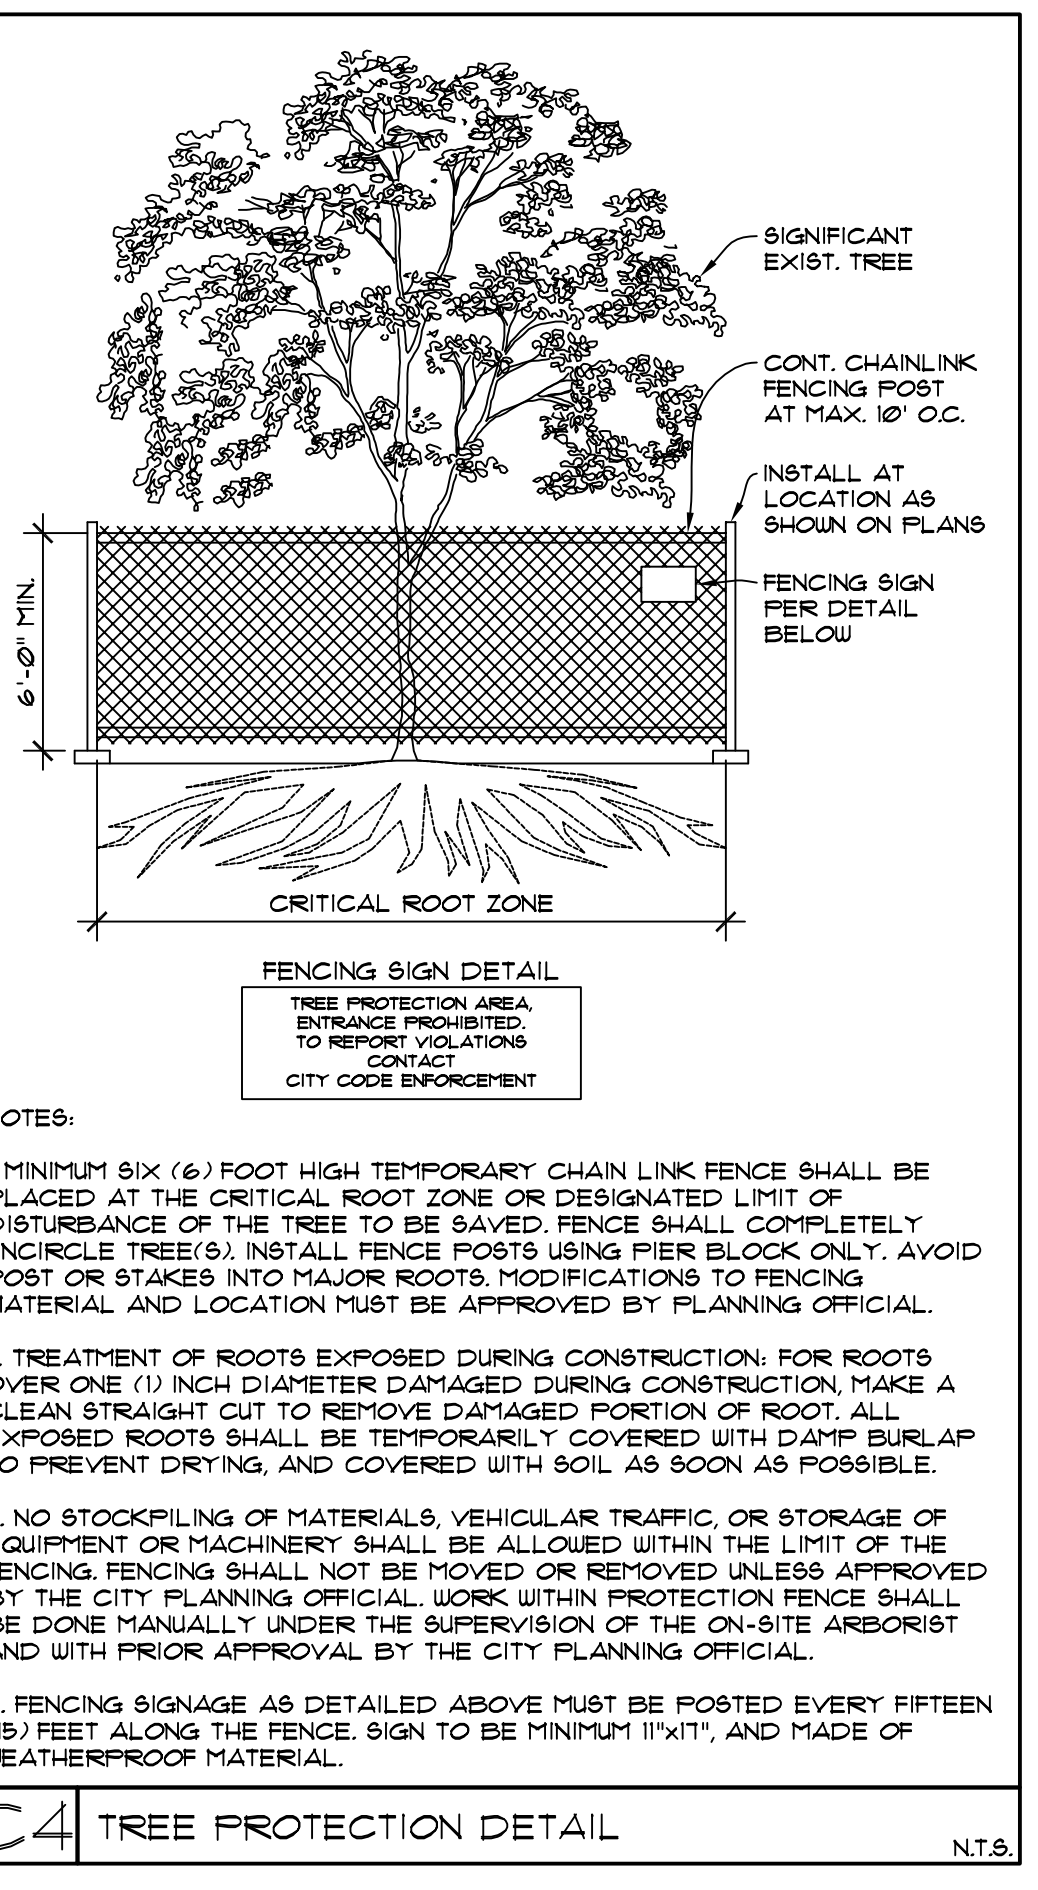 SIGNIFICANT
EXIST. TREE
CONT. CHAINLINK
FENCING POST
AT MAX. 10' O.C.
INSTALL AT
LOCATION AS
SHOWN ON PLANS
FENCING SIGN
PER DETAIL
BELOW
6'-0" MIN.
CRITICAL ROOT ZONE
FENCING SIGN DETAIL
TREE PROTECTION AREA,
ENTRANCE PROHIBITED.
TO REPORT VIOLATIONS
CONTACT
CITY CODE ENFORCEMENT
OTES:
MINIMUM SIX (6) FOOT HIGH TEMPORARY CHAIN LINK FENCE SHALL BE
PLACED AT THE CRITICAL ROOT ZONE OR DESIGNATED LIMIT OF
DISTURBANCE OF THE TREE TO BE SAVED. FENCE SHALL COMPLETELY
NCIRCLE TREE(S). INSTALL FENCE POSTS USING PIER BLOCK ONLY. AVOID
POST OR STAKES INTO MAJOR ROOTS. MODIFICATIONS TO FENCING
MATERIAL AND LOCATION MUST BE APPROVED BY PLANNING OFFICIAL.
. TREATMENT OF ROOTS EXPOSED DURING CONSTRUCTION: FOR ROOTS
OVER ONE (1) INCH DIAMETER DAMAGED DURING CONSTRUCTION, MAKE A
CLEAN STRAIGHT CUT TO REMOVE DAMAGED PORTION OF ROOT. ALL
XPOSED ROOTS SHALL BE TEMPORARILY COVERED WITH DAMP BURLAP
O PREVENT DRYING, AND COVERED WITH SOIL AS SOON AS POSSIBLE.
. NO STOCKPILING OF MATERIALS, VEHICULAR TRAFFIC, OR STORAGE OF
QUIPMENT OR MACHINERY SHALL BE ALLOWED WITHIN THE LIMIT OF THE
ENCING. FENCING SHALL NOT BE MOVED OR REMOVED UNLESS APPROVED
BY THE CITY PLANNING OFFICIAL. WORK WITHIN PROTECTION FENCE SHALL
BE DONE MANUALLY UNDER THE SUPERVISION OF THE ON-SITE ARBORIST
AND WITH PRIOR APPROVAL BY THE CITY PLANNING OFFICIAL.
. FENCING SIGNAGE AS DETAILED ABOVE MUST BE POSTED EVERY FIFTEEN
15) FEET ALONG THE FENCE. SIGN TO BE MINIMUM 11"x17", AND MADE OF
WEATHERPROOF MATERIAL.
C4
TREE PROTECTION DETAIL
N.T.S.